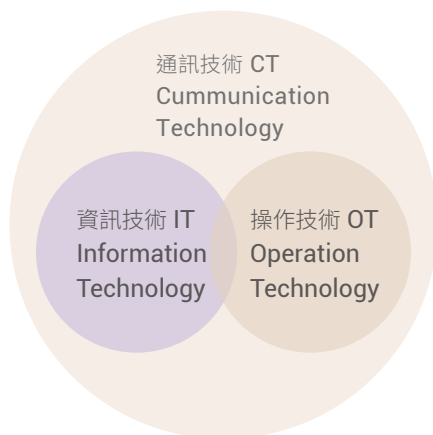 通訊技術 CT
Cummunication
Technology
資訊技術 IT
Information
Technology
操作技術 OT
Operation
Technology